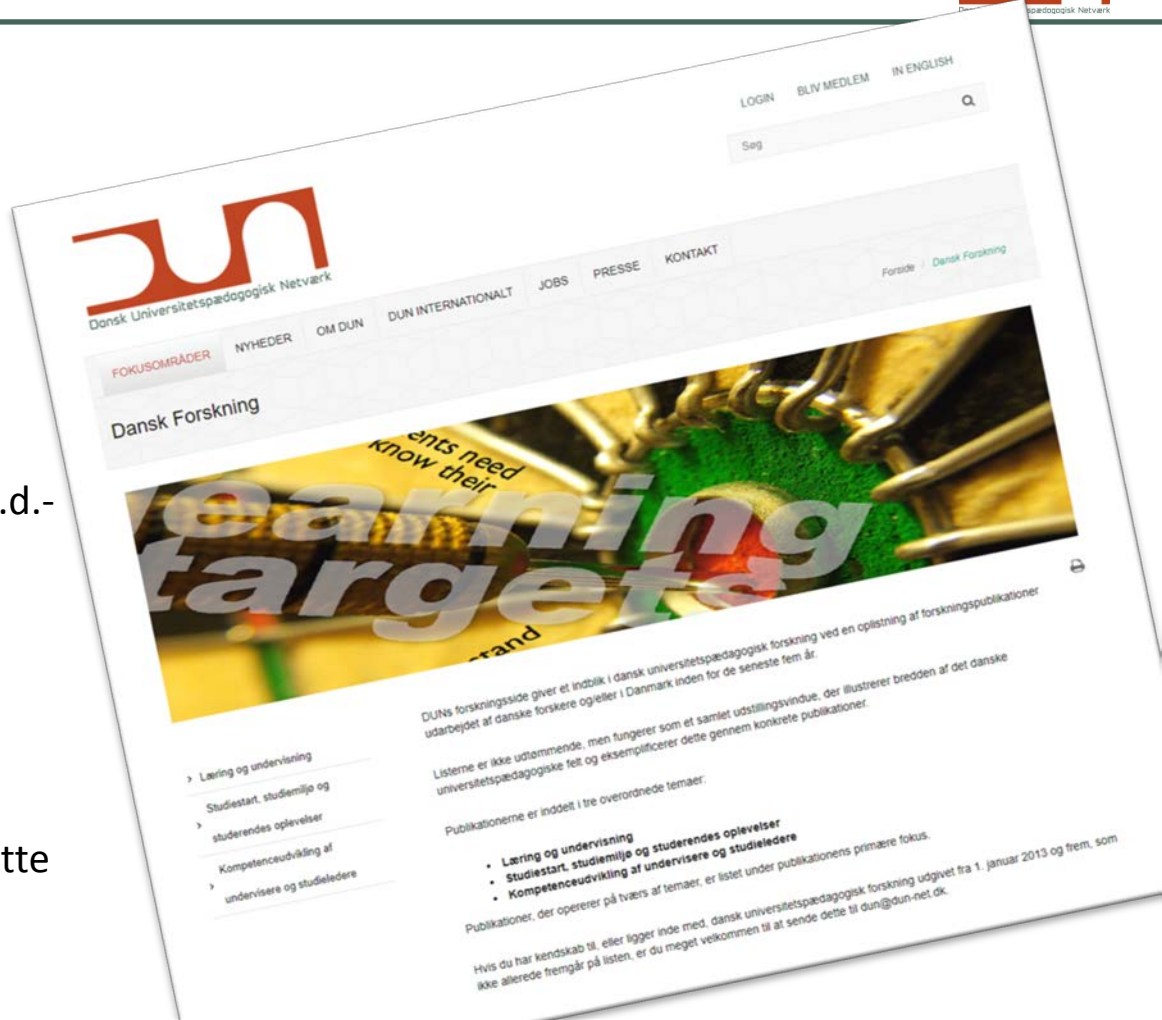 spædagogisk Netværk
LOGIN BLIV MEDLEM IN ENGLISH
Søg
DUN
Dansk Universitetspædagogisk Netværk
FOKUSOMRÅDER NYHEDER OM DUN DUN INTERNATIONALT JOBS PRESSE KONTAKT
Dansk Forskning
Forside / Dansk Forskning
ents need
know their
learning
targets
stand
.d.-
tte
> Læring og undervisning
> Studiestart, studiemiljø og
studerendes oplevelser
> Kompetenceudvikling af
undervisere og studieledere
DUNs forskningsside giver et indblik i dansk universitetspædagogisk forskning ved en oplistning af forskningspublikationer
udarbejdet af danske forskere og/eller i Danmark inden for de seneste fem år.
Listerne er ikke udtømmende, men fungerer som et samlet udstillingsvindue, der illustrerer bredden af det danske
universitetspædagogiske felt og eksemplificerer dette gennem konkrete publikationer.
Publikationerne er inddelt i tre overordnede temaer:
• Læring og undervisning
• Studiestart, studiemiljø og studerendes oplevelser
• Kompetenceudvikling af undervisere og studieledere
Publikationer, der opererer på tværs af temaer, er listet under publikationens primære fokus.
Hvis du har kendskab til, eller ligger inde med, dansk universitetspædagogisk forskning udgivet fra 1. januar 2013 og frem, som
ikke allerede fremgår på listen, er du meget velkommen til at sende dette til dun@dun-net.dk.